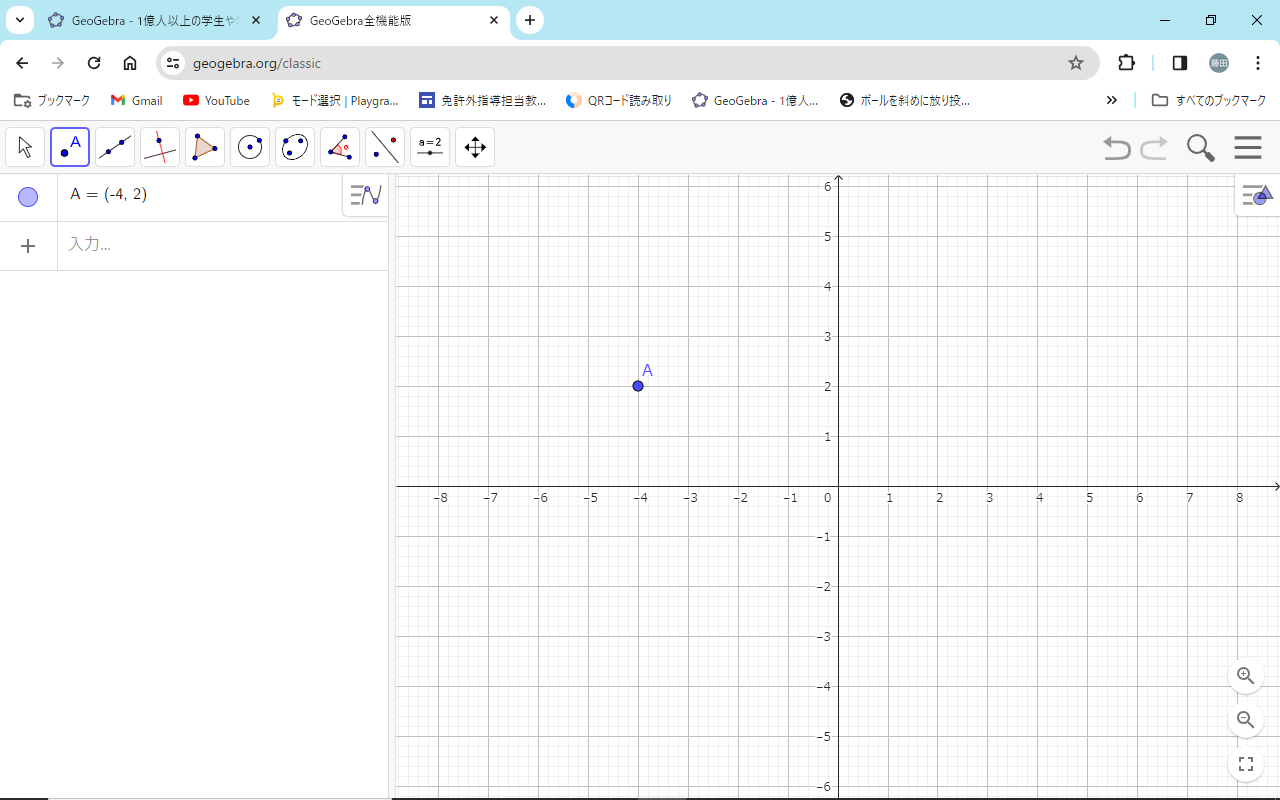 GeoGebra - 1億人以上の学生や
GeoGebra全機能版
geogebra.org/classic
藤田
ブックマーク
Gmail
YouTube
モード選択 | Playgra...
免許外指導担当教...
QRコード読み取り
GeoGebra - 1億人...
ボールを斜めに放り投...
すべてのブックマーク
A
a=2
A = (-4, 2)
入力...
6
5
4
3
A
2
1
-8 -7 -6 -5 -4 -3 -2 -1 0 1 2 3 4 5 6 7 8
-1
-2
-3
-4
-5
-6